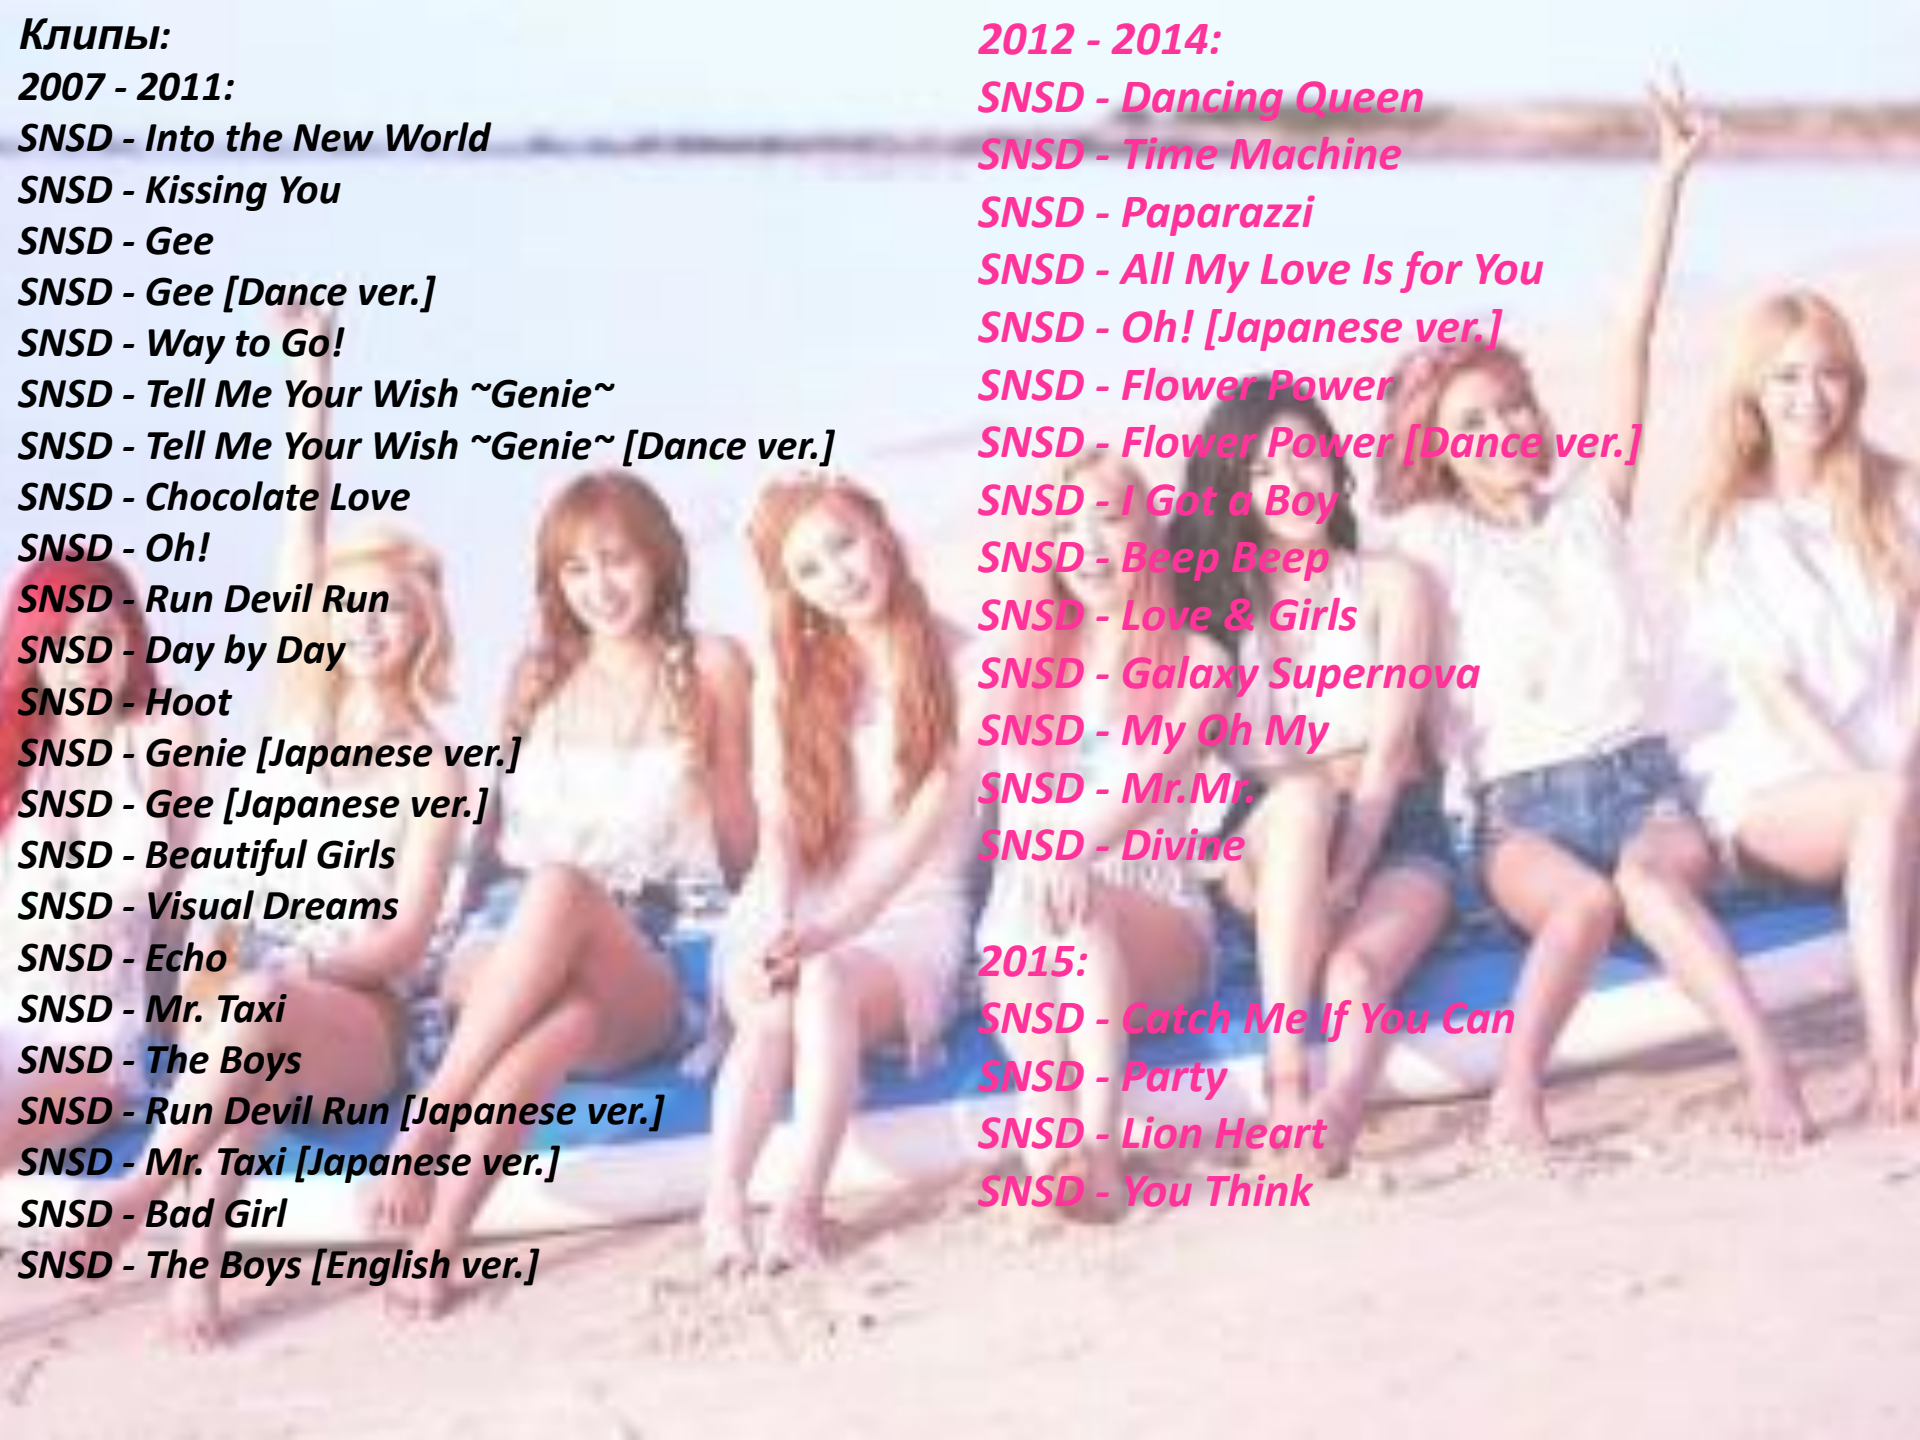 Клипы:
2007 - 2011:
SNSD - Into the New World
SNSD - Kissing You
SNSD - Gee
SNSD - Gee [Dance ver.]
SNSD - Way to Go!
SNSD - Tell Me Your Wish ~Genie~
SNSD - Tell Me Your Wish ~Genie~ [Dance ver.]
SNSD - Chocolate Love
SNSD - Oh!
SNSD - Run Devil Run
SNSD - Day by Day
SNSD - Hoot
SNSD - Genie [Japanese ver.]
SNSD - Gee [Japanese ver.]
SNSD - Beautiful Girls
SNSD - Visual Dreams
SNSD - Echo
SNSD - Mr. Taxi
SNSD - The Boys
SNSD - Run Devil Run [Japanese ver.]
SNSD - Mr. Taxi [Japanese ver.]
SNSD - Bad Girl
SNSD - The Boys [English ver.]
2012 - 2014:
SNSD - Dancing Queen
SNSD - Time Machine
SNSD - Paparazzi
SNSD - All My Love Is for You
SNSD - Oh! [Japanese ver.]
SNSD - Flower Power
SNSD - Flower Power [Dance ver.]
SNSD - I Got a Boy
SNSD - Beep Beep
SNSD - Love & Girls
SNSD - Galaxy Supernova
SNSD - My Oh My
SNSD - Mr.Mr.
SNSD - Divine
2015:
SNSD - Catch Me If You Can
SNSD - Party
SNSD - Lion Heart
SNSD - You Think